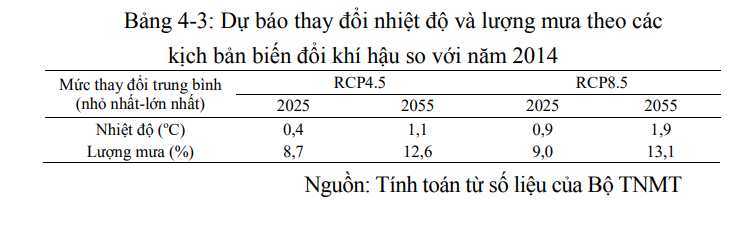 Bảng 4-3: Dự báo thay đổi nhiệt độ và lượng mưa theo các
kịch bản biến đổi khí hậu so với năm 2014
Mức thay đổi trung bình RCP4.5 RCP8.5
(nhỏ nhất-lớn nhất) 2025 2055 2025 2055
Nhiệt độ (ºC) 0,4 1,1 0,9 1,9
Lượng mưa (%) 8,7 12,6 9,0 13,1
Nguồn: Tính toán từ số liệu của Bộ TNMT